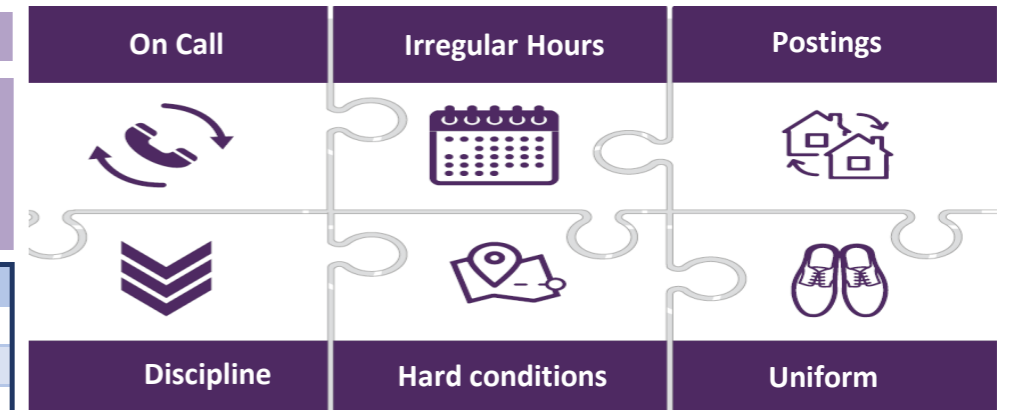 On Call
Irregular Hours
Postings
Discipline
Hard conditions
Uniform